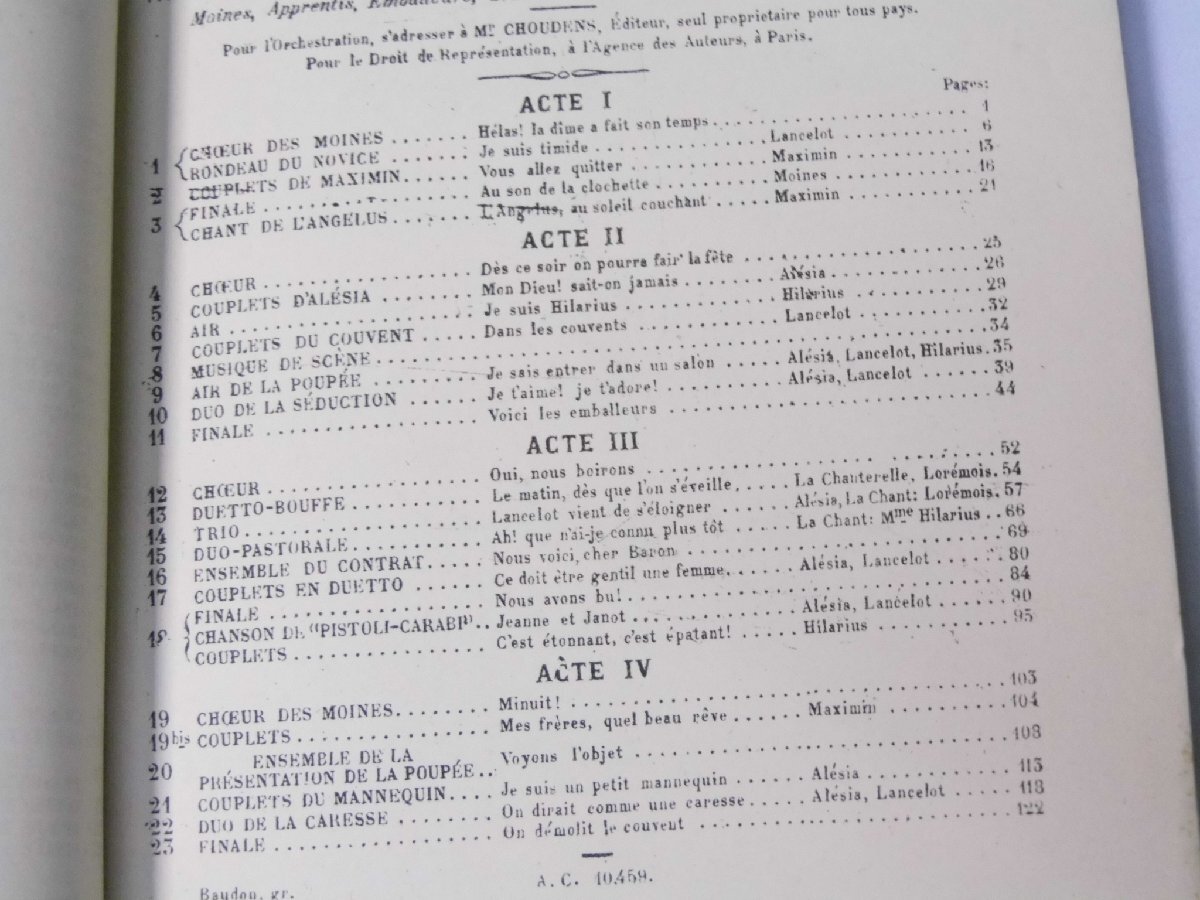 Moines, Apprentis,
Pour l'Orchestration, s'adresser à Mr CHOUDENS, Éditeur, seul proprietaire pour tous pays.
Pour le Droit de Représentation, à l'Agence des Auteurs, à Paris.
ACTE I
Pages:
1 { CHŒUR DES MOINES ....... Hélas! la dîme a fait son temps ....... 1
RONDEAU DU NOVICE ....... Je suis timide ....... Lancelot ....... 6
2 COUPLETS DE MAXIMIN ....... Vous allez quitter ....... Maximin ....... 13
3 { FINALE ....... Au son de la clochette ....... Moines ....... 16
CHANT DE L'ANGELUS ....... L'Angelus, au soleil couchant ..... Maximin ....... 21
ACTE II
4 CHŒUR ....... Dès ce soir on pourra fair' la fête ....... 25
5 COUPLETS D'ALÉSIA ....... Mon Dieu! sait-on jamais ....... Alésia ....... 26
6 AIR ....... Je suis Hilarius ....... Hilarius ....... 29
7 COUPLETS DU COUVENT ..... Dans les couvents ....... Lancelot ....... 32
8 MUSIQUE DE SCÈNE ....... 34
9 AIR DE LA POUPÉE ....... Je sais entrer dans un salon .... Alésia, Lancelot, Hilarius. 35
10 DUO DE LA SÉDUCTION ....... Je t'aime! je t'adore! ....... Alésia, Lancelot ....... 39
11 FINALE ....... Voici les emballeurs ....... 44
ACTE III
12 CHŒUR ....... Oui, nous boirons ....... 52
13 DUETTO-BOUFFE ....... Le matin, dès que l'on s'éveille. .... La Chanterelle, Lorémois. 54
14 TRIO ....... Lancelot vient de s'éloigner ....... Alésia, La Chant: Lorémois. 57
15 DUO-PASTORALE ....... Ah! que n'ai-je connu plus tôt ..... La Chant: Mme Hilarius .. 66
16 ENSEMBLE DU CONTRAT ..... Nous voici, cher Baron ....... 69
17 COUPLETS EN DUETTO ...... Ce doit être gentil une femme. ..... Alésia, Lancelot ....... 80
18 { FINALE ....... Nous avons bu! ....... 84
CHANSON DE "PISTOLI-CARABI" .. Jeanne et Janot ....... Alésia, Lancelot ....... 90
COUPLETS ....... C'est étonnant, c'est épatant! ..... Hilarius ....... 95
ACTE IV
19 CHŒUR DES MOINES ....... Minuit! ....... 103
19bis COUPLETS ....... Mes frères, quel beau rêve ...... Maximin ....... 104
20 ENSEMBLE DE LA
PRÉSENTATION DE LA POUPÉE .. Voyons l'objet ....... 108
21 COUPLETS DU MANNEQUIN .... Je suis un petit mannequin ...... Alésia ....... 113
22 DUO DE LA CARESSE ....... On dirait comme une caresse ..... Alésia, Lancelot ..... 118
23 FINALE ....... On démolit le couvent ....... 122
Baudon, gr.
A. C. 10,459.